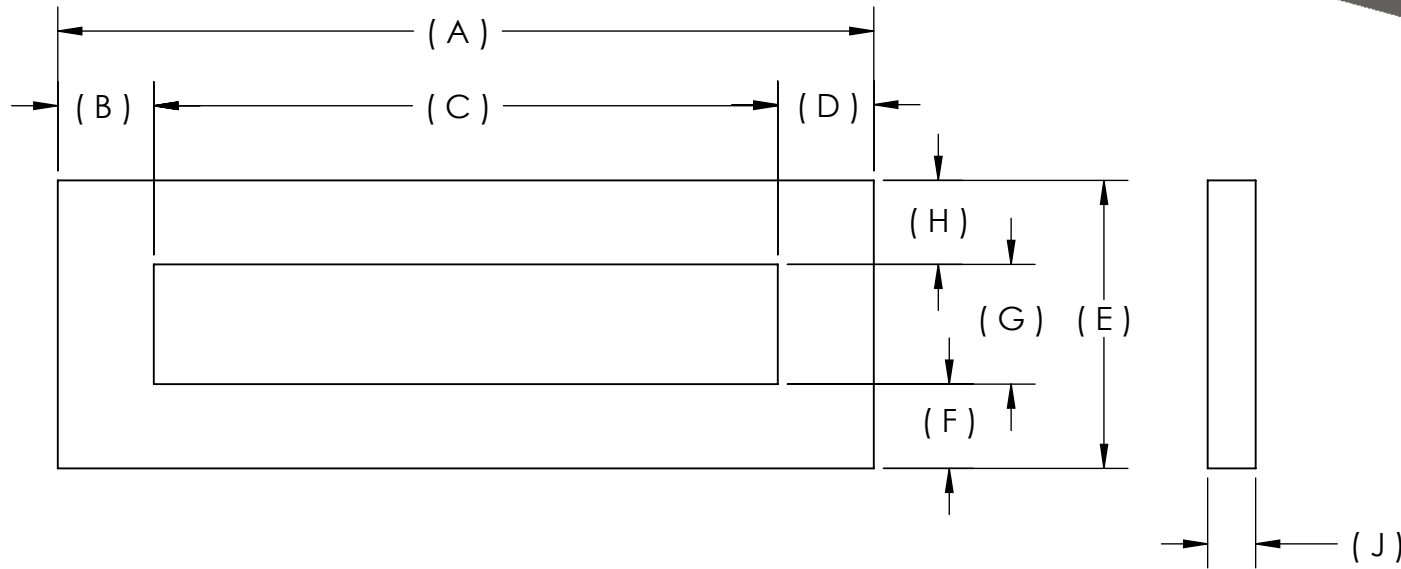 ( A )
( B )
( C )
( D )
( H )
( G )
( E )
( F )
( J )